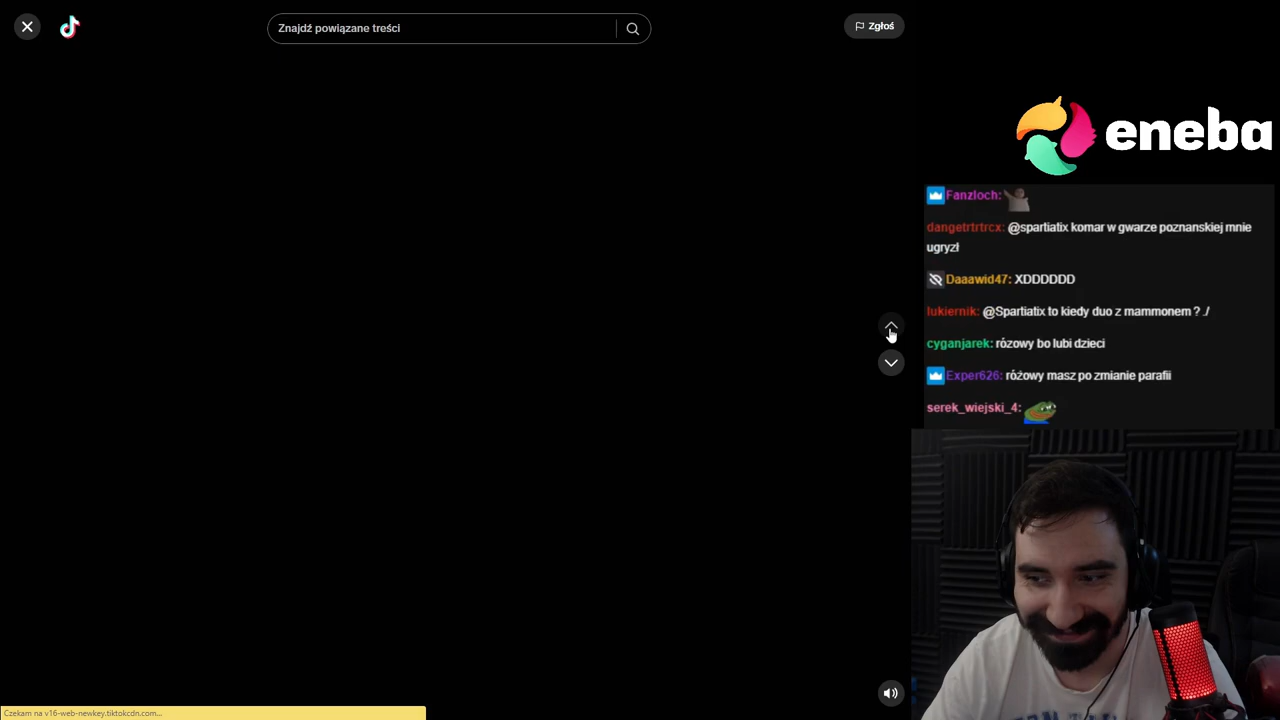 Znajdź powiązane treści
Zgłoś
eneba
Fanzloch:
dangetrtrtrcx: @spartiatix komar w gwarze poznanskiej mnie
ugryzł
Daaawid47: XDDDDDD
lukiernik: @Spartiatix to kiedy duo z mammonem ? ./
cyganjarek: rózowy bo lubi dzieci
Exper626: różowy masz po zmianie parafii
serek_wiejski_4:
Czekam na v16-web-newkey.tiktokcdn.com...